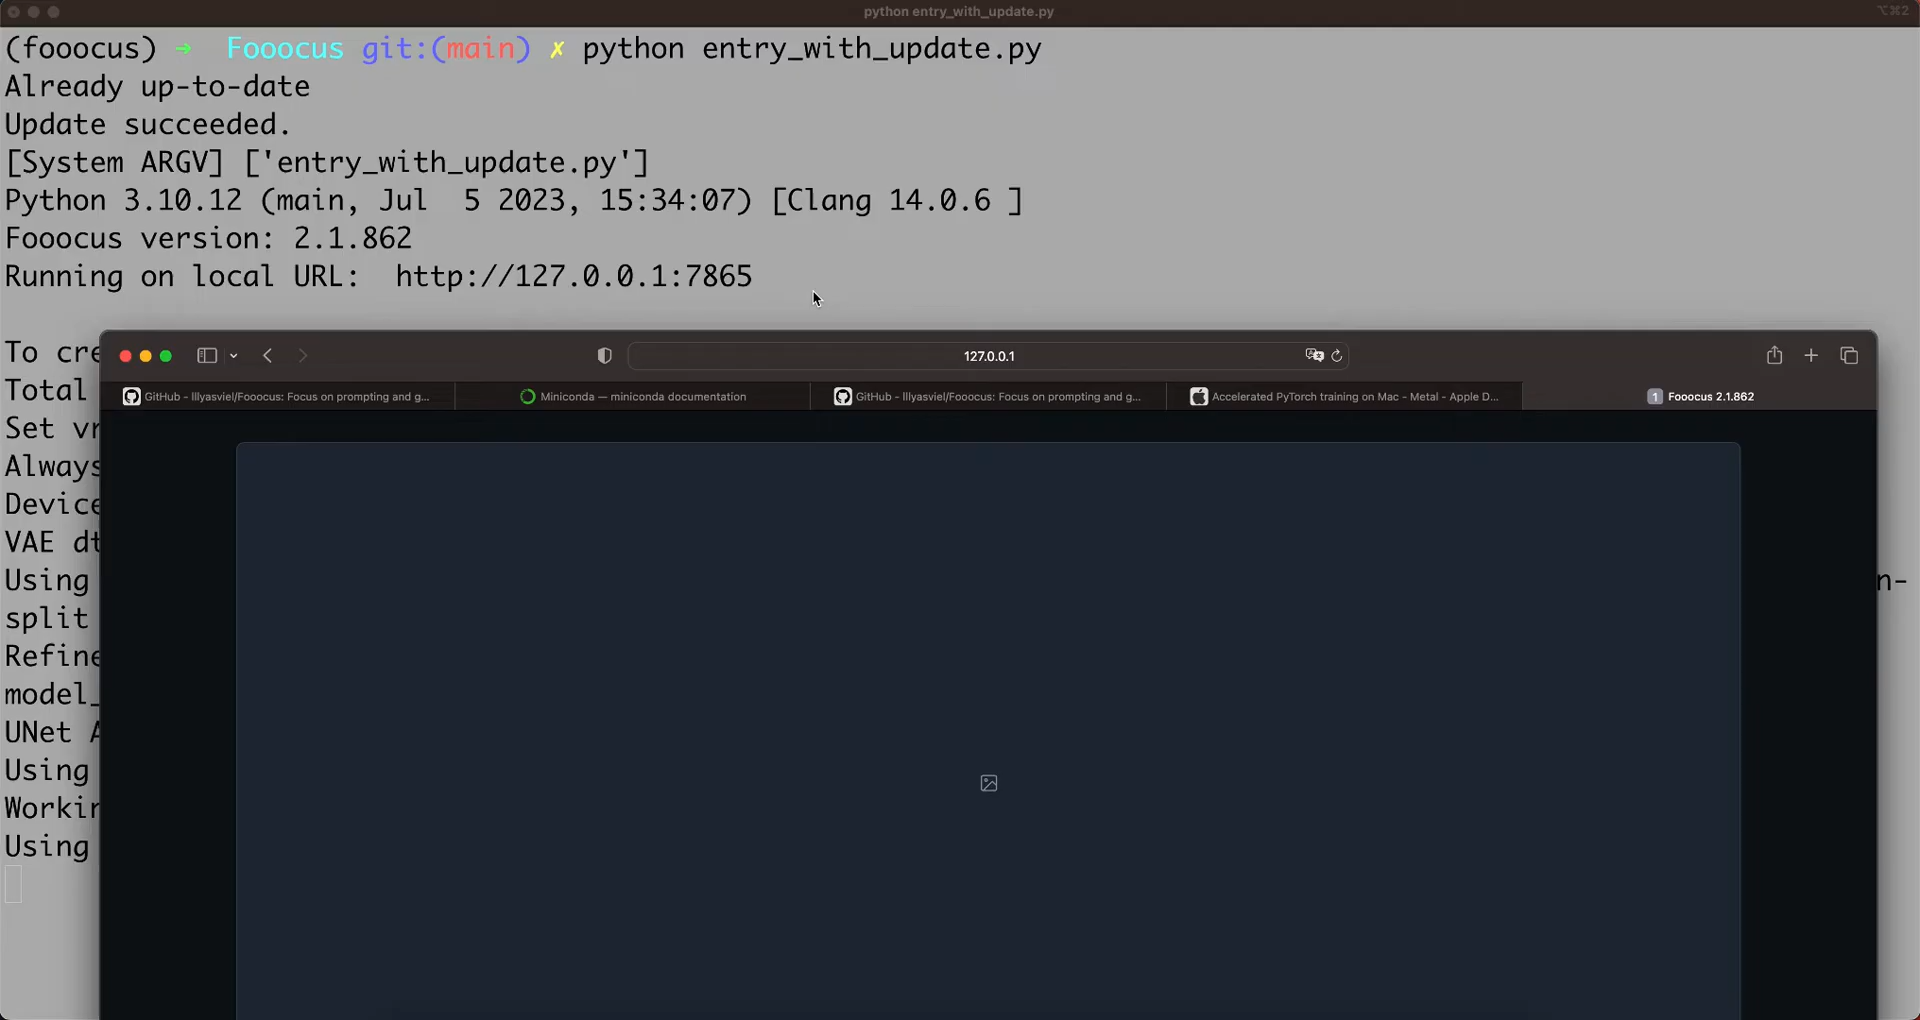 python entry_with_update.py
⌥⌘2
(fooocus) → Fooocus git:(main) ✗ python entry_with_update.py
Already up-to-date
Update succeeded.
[System ARGV] ['entry_with_update.py']
Python 3.10.12 (main, Jul  5 2023, 15:34:07) [Clang 14.0.6 ]
Fooocus version: 2.1.862
Running on local URL:  http://127.0.0.1:7865
To cre
Total
Set vr
Always
Device
VAE dt
Using
n-
split
Refine
model_
UNet A
Using
Workin
Using
127.0.0.1
GitHub - lllyasviel/Fooocus: Focus on prompting and g...
Miniconda — miniconda documentation
GitHub - lllyasviel/Fooocus: Focus on prompting and g...
Accelerated PyTorch training on Mac - Metal - Apple D...
1 Fooocus 2.1.862